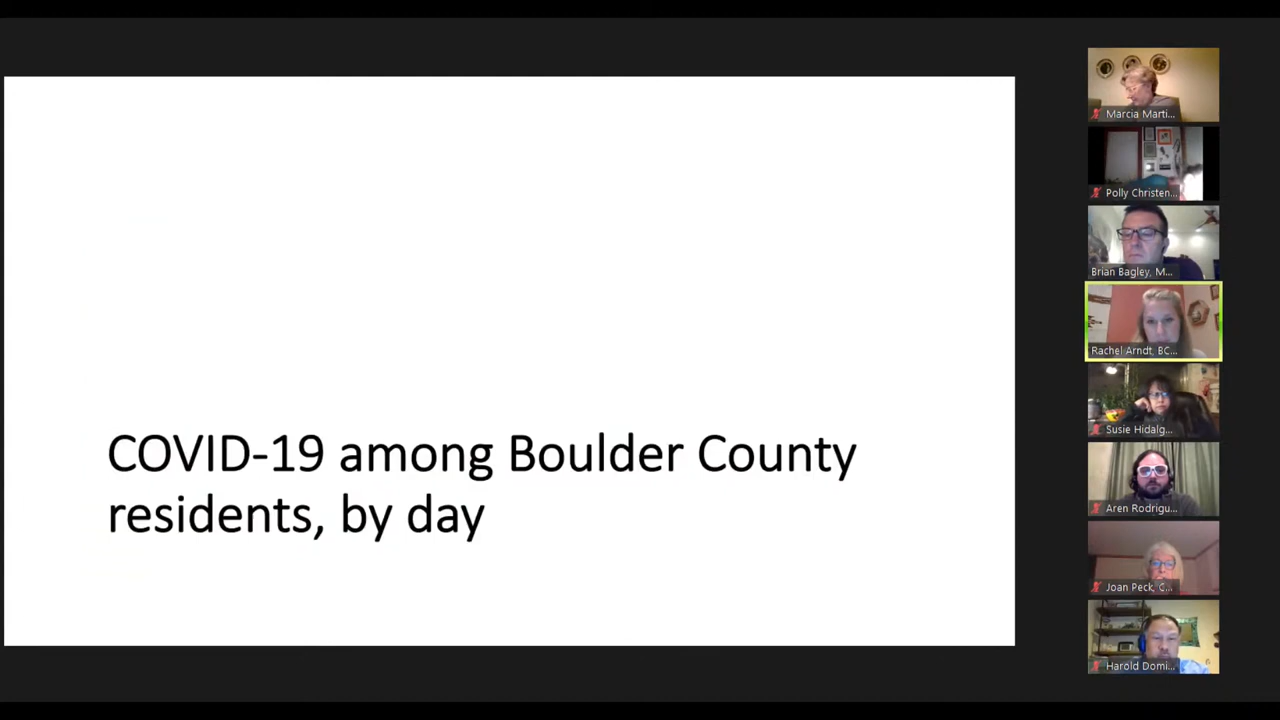 COVID-19 among Boulder County
residents, by day
Marcia Marti...
Polly Christen...
Brian Bagley, M...
Rachel Arndt, BC...
Susie Hidalg...
Aren Rodrigu...
Joan Peck, C...
Harold Domi...